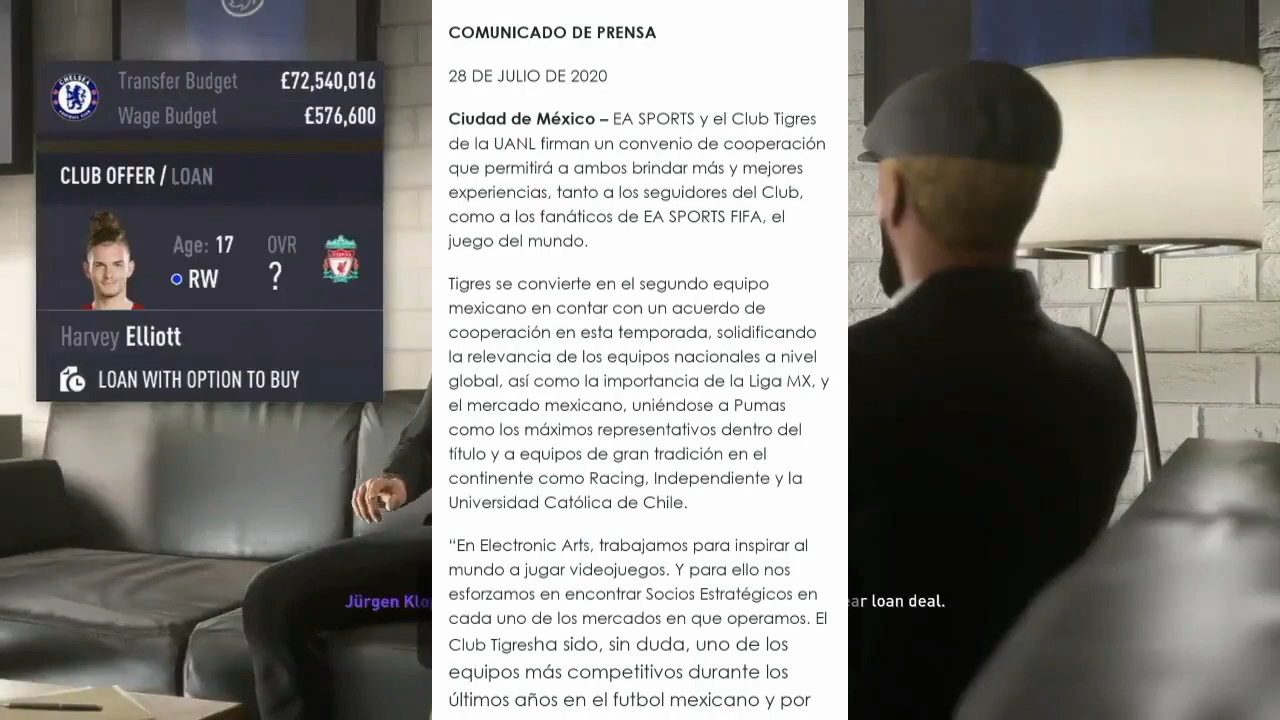 Transfer Budget £72,540,016
Wage Budget £576,600
CLUB OFFER / LOAN
Age: 17 OVR
RW ?
Harvey Elliott
LOAN WITH OPTION TO BUY
COMUNICADO DE PRENSA
28 DE JULIO DE 2020
Ciudad de México – EA SPORTS y el Club Tigres
de la UANL firman un convenio de cooperación
que permitirá a ambos brindar más y mejores
experiencias, tanto a los seguidores del Club,
como a los fanáticos de EA SPORTS FIFA, el
juego del mundo.
Tigres se convierte en el segundo equipo
mexicano en contar con un acuerdo de
cooperación en esta temporada, solidificando
la relevancia de los equipos nacionales a nivel
global, así como la importancia de la Liga MX, y
el mercado mexicano, uniéndose a Pumas
como los máximos representativos dentro del
título y a equipos de gran tradición en el
continente como Racing, Independiente y la
Universidad Católica de Chile.
“En Electronic Arts, trabajamos para inspirar al
mundo a jugar videojuegos. Y para ello nos
esforzamos en encontrar Socios Estratégicos en
cada uno de los mercados en que operamos. El
Club Tigresha sido, sin duda, uno de los
equipos más competitivos durante los
últimos años en el futbol mexicano y por
Jürgen Klo
ar loan deal.